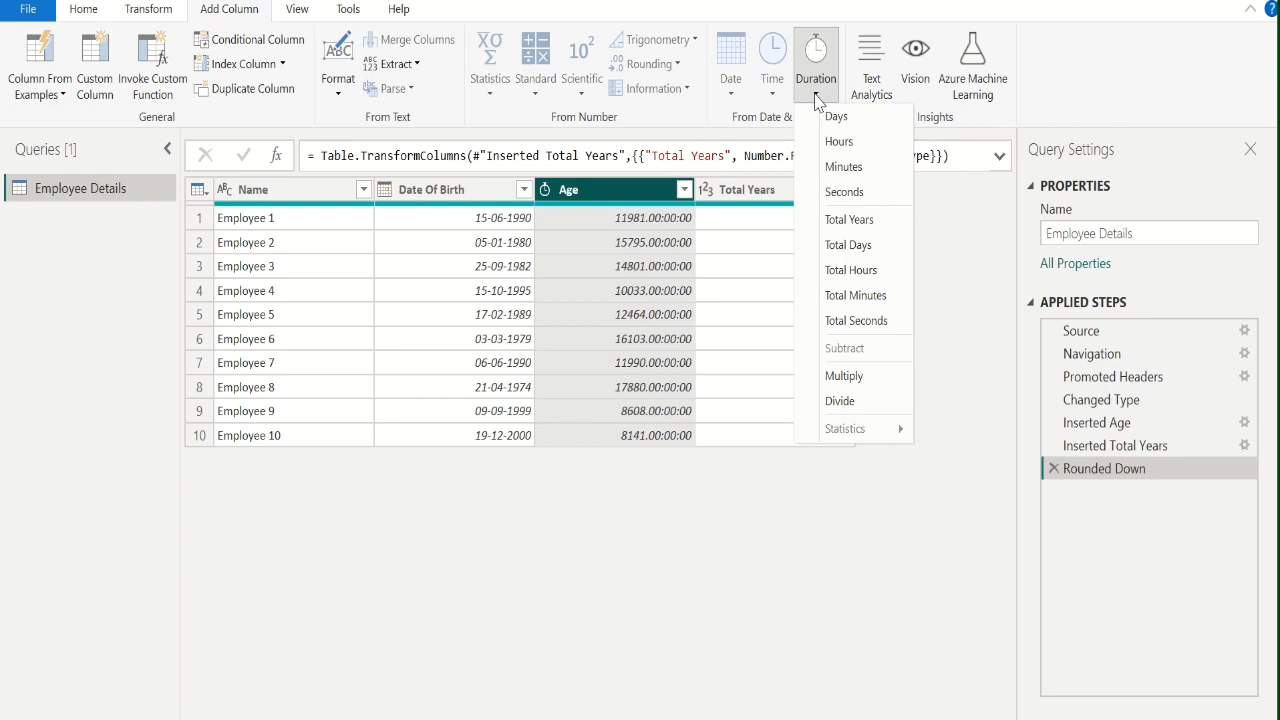 File Home Transform Add Column View Tools Help
Column From Examples
Custom Column
Invoke Custom Function
Conditional Column
Index Column
Duplicate Column
General
ABC
Format
Merge Columns
ABC 123 Extract
abc Parse
From Text
XΣ
Statistics
Standard
10²
Scientific
Trigonometry
.00 Rounding
Information
From Number
Date
Time
Duration
From Date &
Text Analytics
Vision
Azure Machine Learning
Insights
Days
Hours
Minutes
Seconds
Total Years
Total Days
Total Hours
Total Minutes
Total Seconds
Subtract
Multiply
Divide
Statistics
Queries [1]
Employee Details
fx = Table.TransformColumns(#"Inserted Total Years",{{"Total Years", Number. ype}})
ABC Name Date Of Birth Age 123 Total Years
1 Employee 1 15-06-1990 11981.00:00:00
2 Employee 2 05-01-1980 15795.00:00:00
3 Employee 3 25-09-1982 14801.00:00:00
4 Employee 4 15-10-1995 10033.00:00:00
5 Employee 5 17-02-1989 12464.00:00:00
6 Employee 6 03-03-1979 16103.00:00:00
7 Employee 7 06-06-1990 11990.00:00:00
8 Employee 8 21-04-1974 17880.00:00:00
9 Employee 9 09-09-1999 8608.00:00:00
10 Employee 10 19-12-2000 8141.00:00:00
Query Settings
PROPERTIES
Name
Employee Details
All Properties
APPLIED STEPS
Source
Navigation
Promoted Headers
Changed Type
Inserted Age
Inserted Total Years
Rounded Down